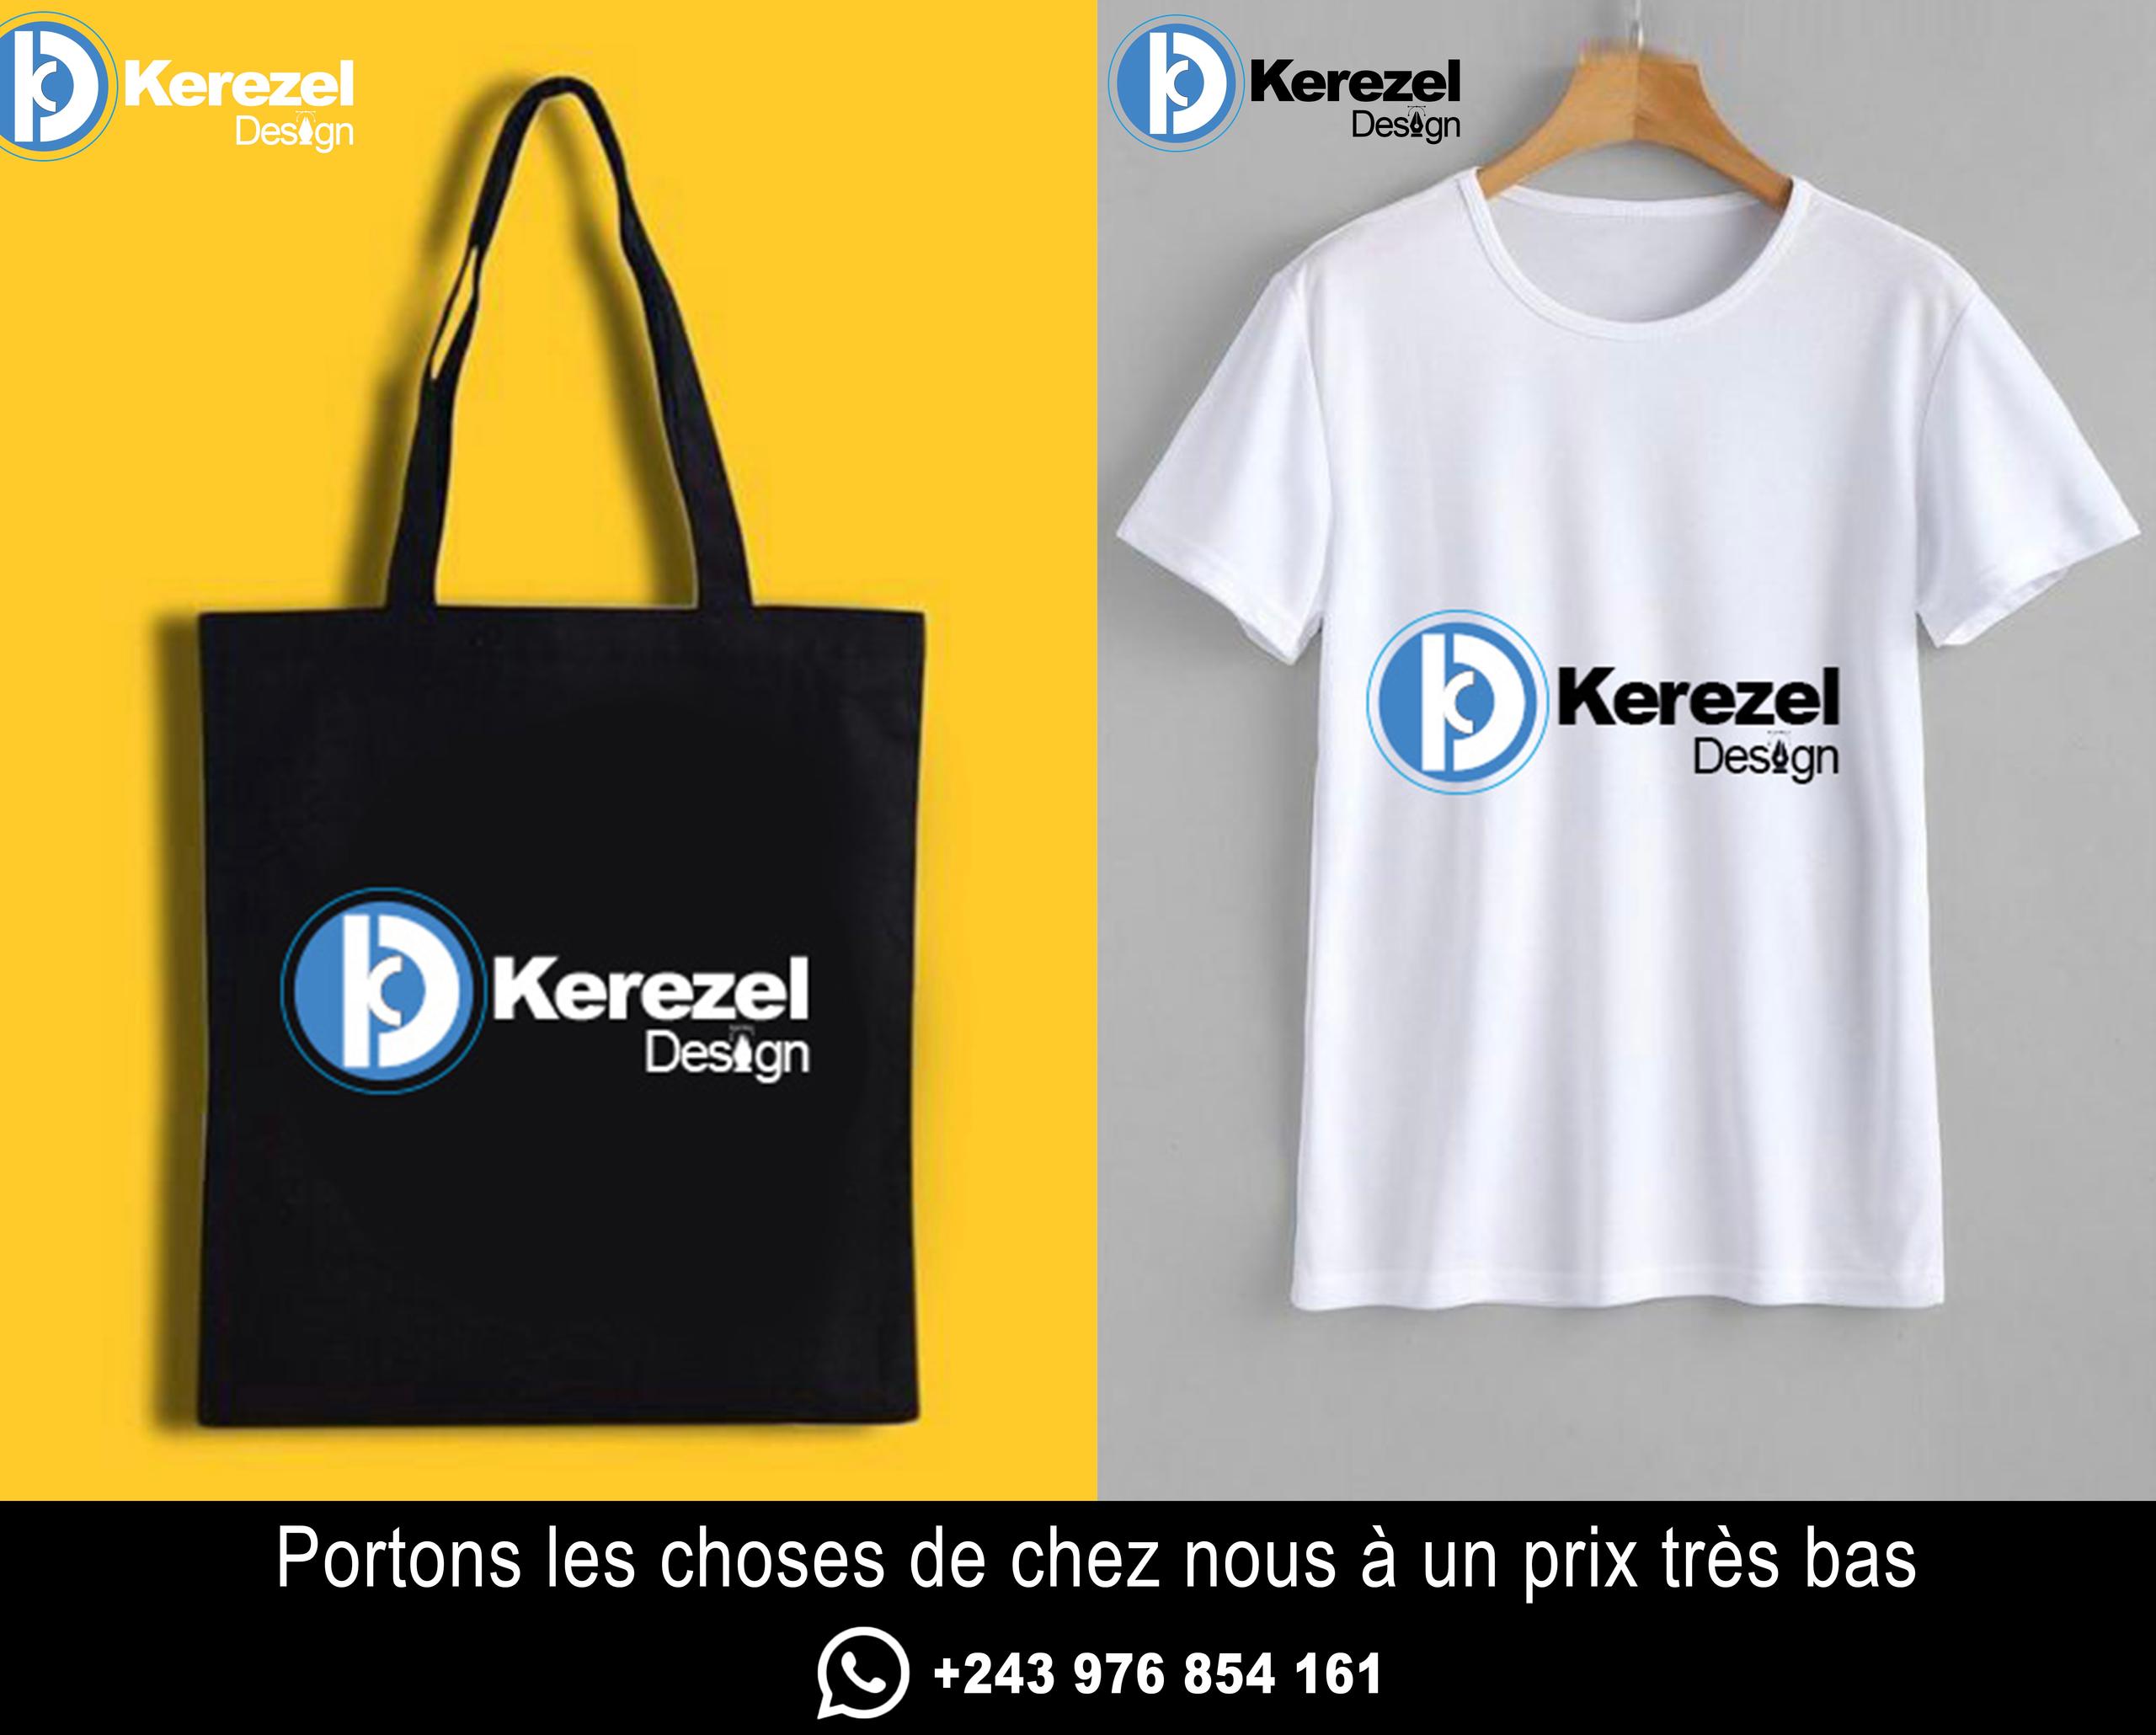 Kerezel
Design
Kerezel
Design
Kerezel
Design
Kerezel
Design
Portons les choses de chez nous à un prix très bas
+243 976 854 161